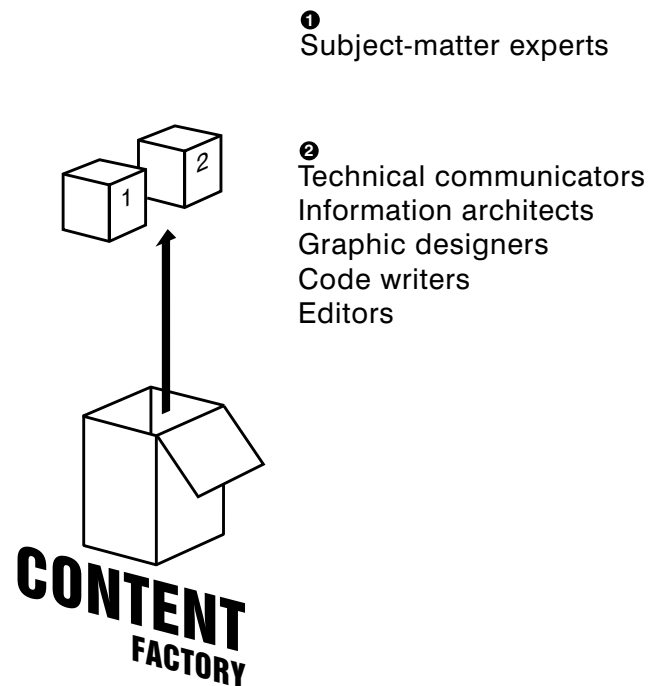 ❶
Subject-matter experts
❷
Technical communicators
Information architects
Graphic designers
Code writers
Editors
1
2
CONTENT
FACTORY